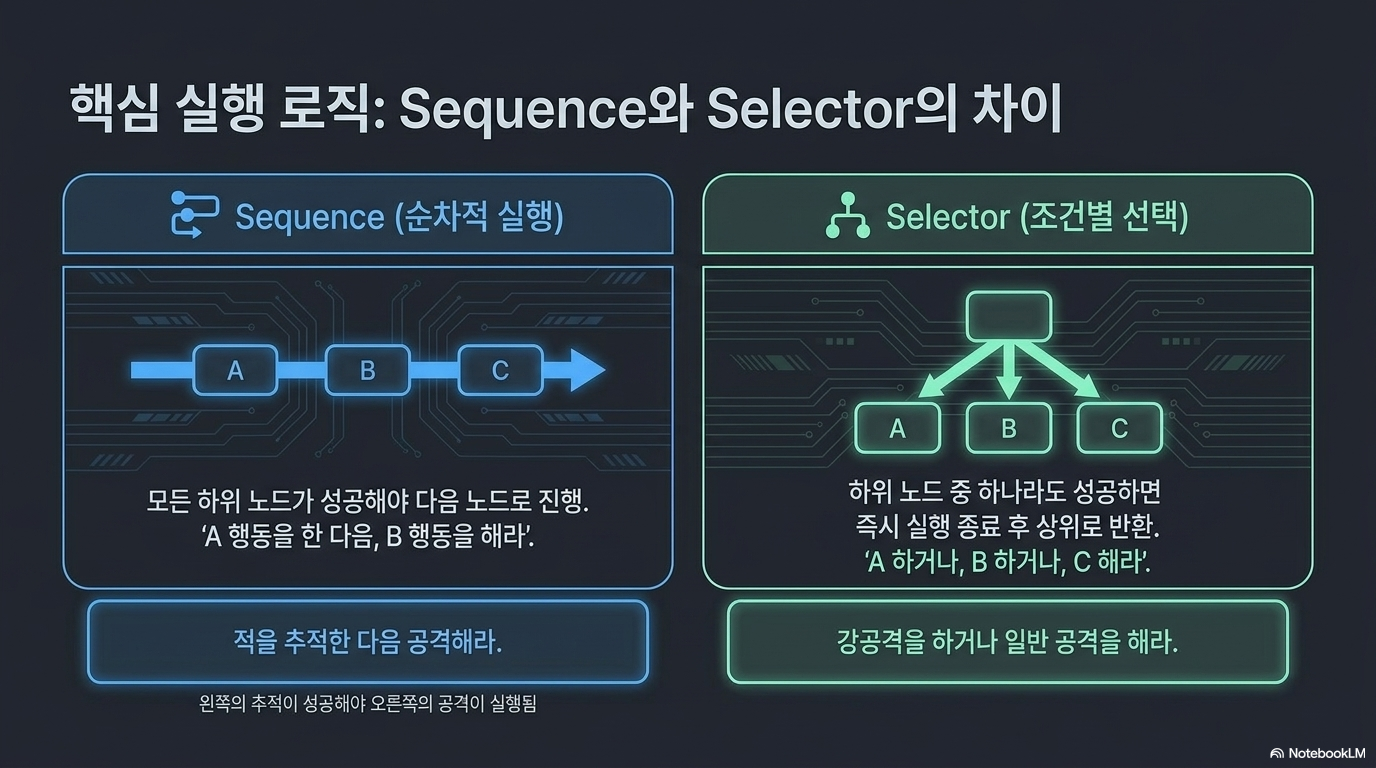 핵심 실행 로직: Sequence와 Selector의 차이
Sequence (순차적 실행)
A
B
C
모든 하위 노드가 성공해야 다음 노드로 진행.
‘A 행동을 한 다음, B 행동을 해라’.
적을 추적한 다음 공격해라.
왼쪽의 추적이 성공해야 오른쪽의 공격이 실행됨
Selector (조건별 선택)
A
B
C
하위 노드 중 하나라도 성공하면
즉시 실행 종료 후 상위로 반환.
‘A 하거나, B 하거나, C 해라’.
강공격을 하거나 일반 공격을 해라.
NotebookLM